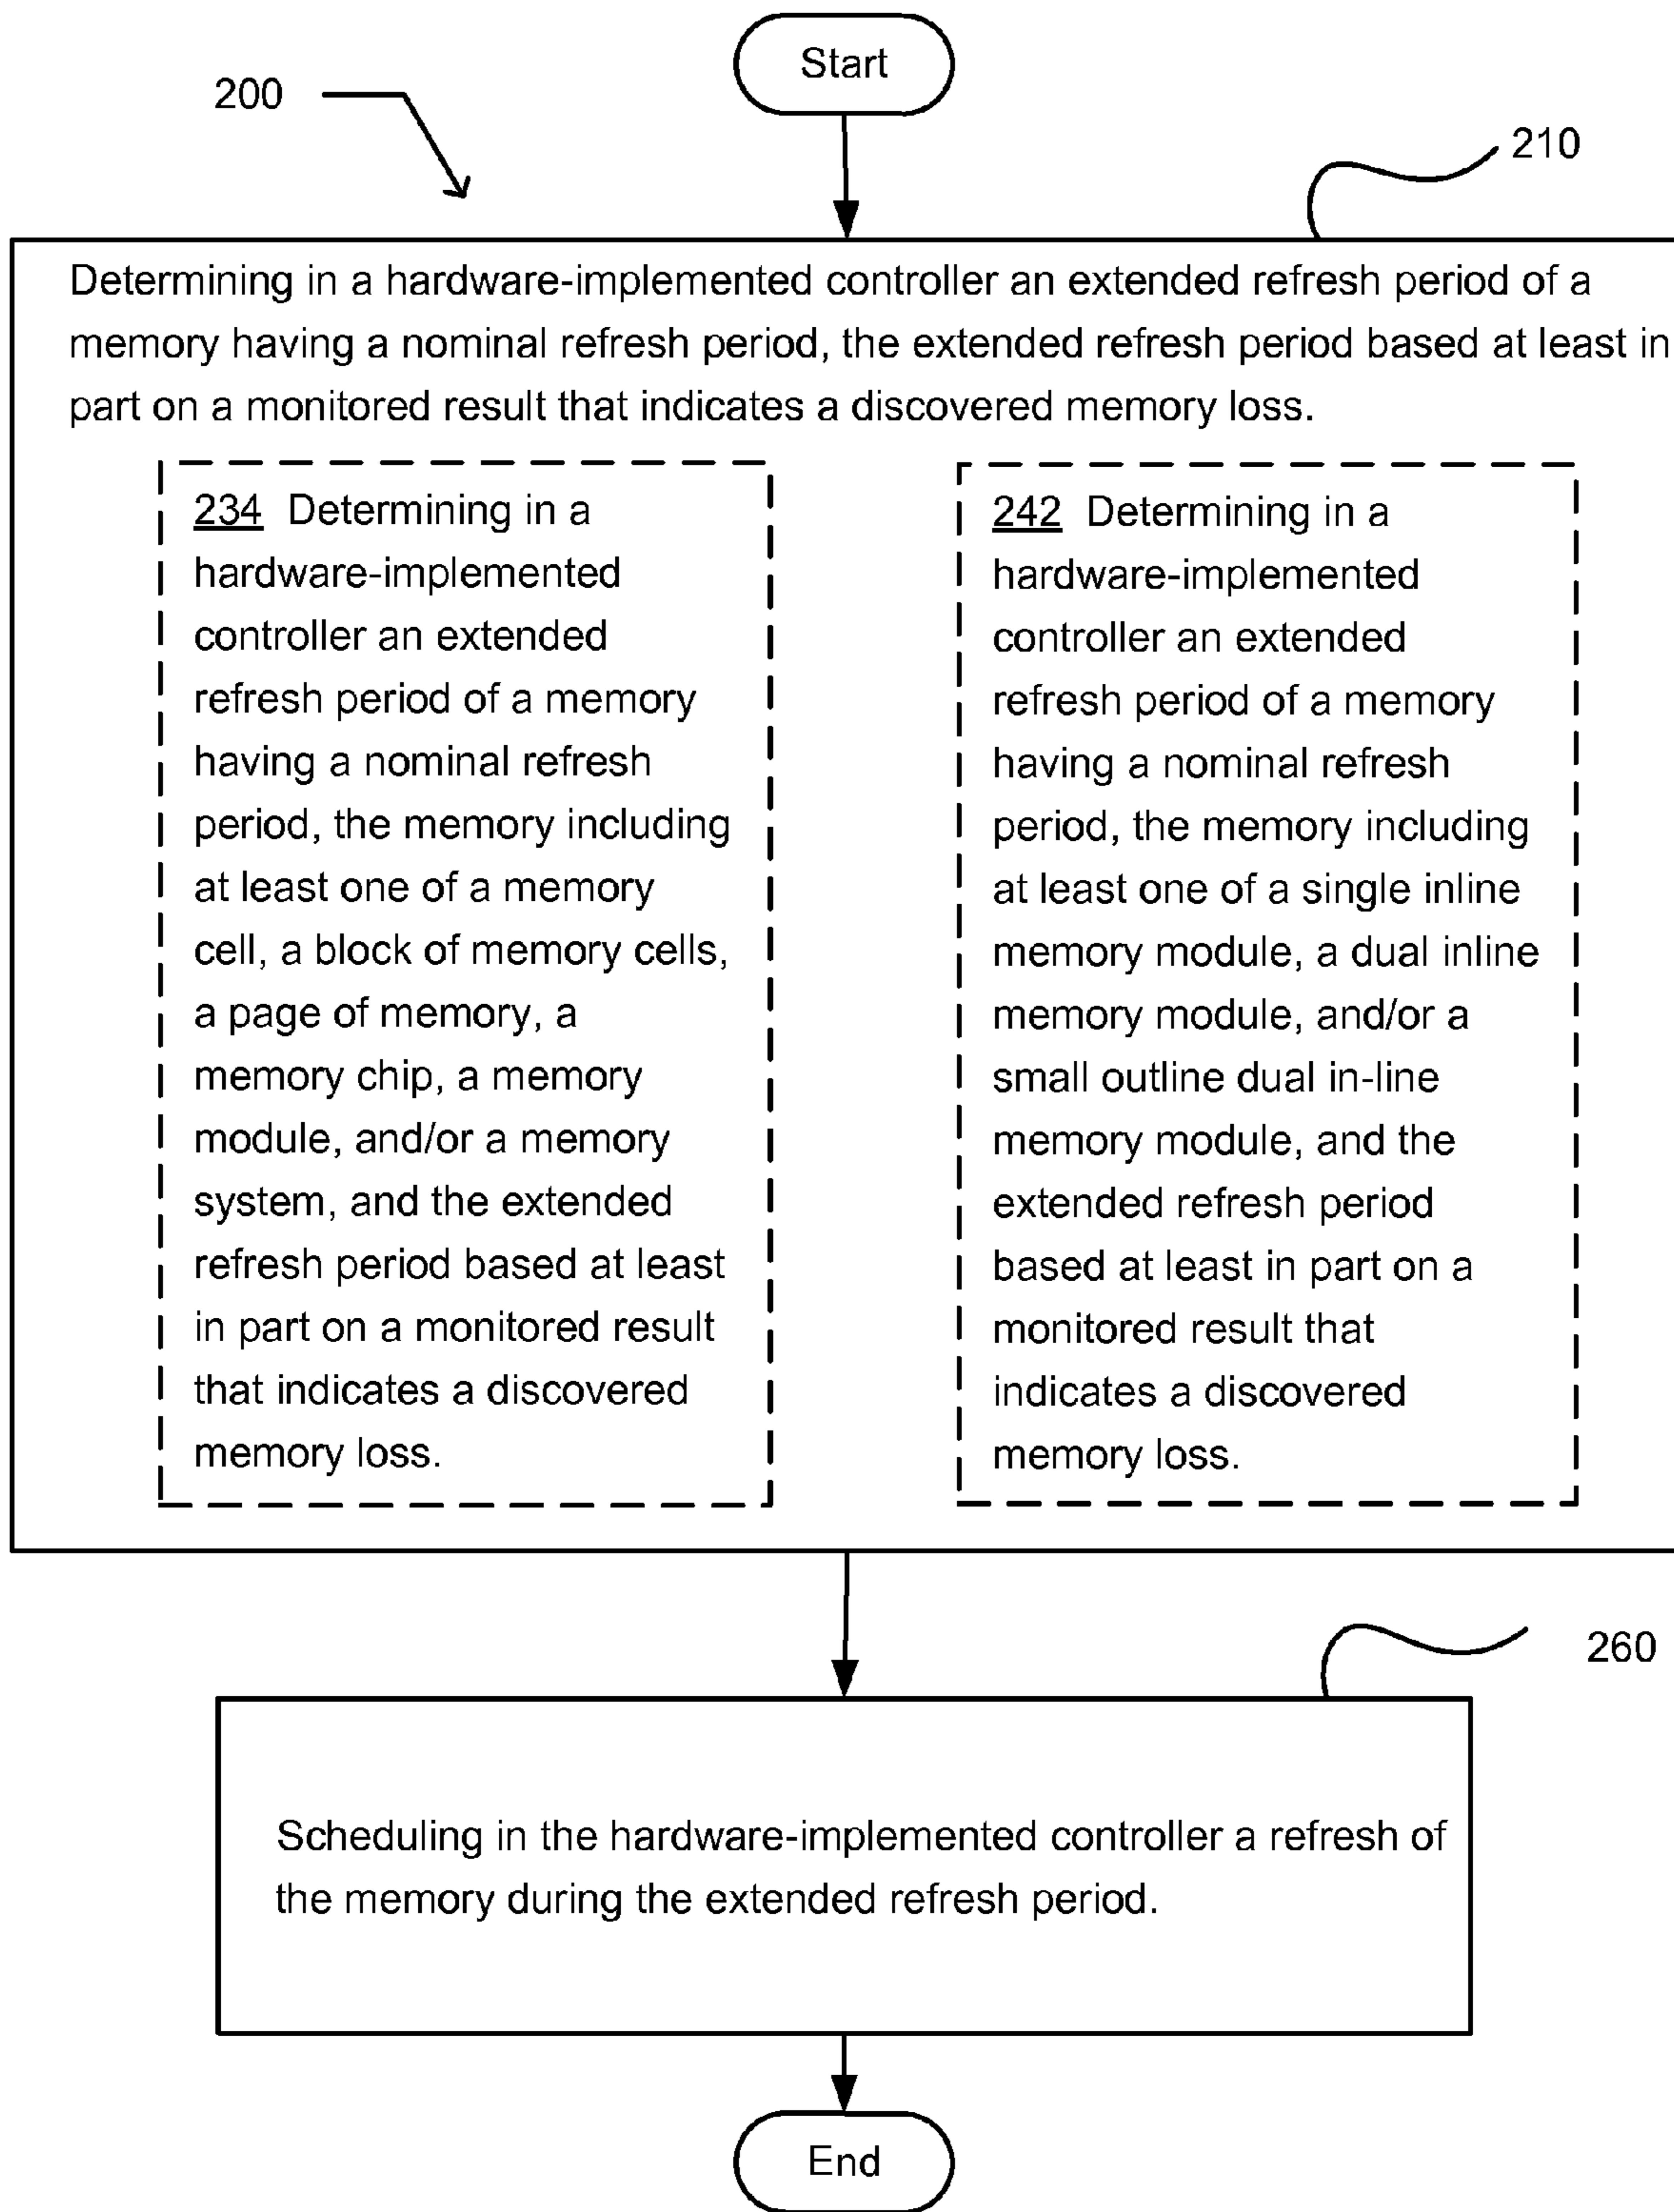 Start
200
210
Determining in a hardware-implemented controller an extended refresh period of a
memory having a nominal refresh period, the extended refresh period based at least in
part on a monitored result that indicates a discovered memory loss.
234 Determining in a
hardware-implemented
controller an extended
refresh period of a memory
having a nominal refresh
period, the memory including
at least one of a memory
cell, a block of memory cells,
a page of memory, a
memory chip, a memory
module, and/or a memory
system, and the extended
refresh period based at least
in part on a monitored result
that indicates a discovered
memory loss.
242 Determining in a
hardware-implemented
controller an extended
refresh period of a memory
having a nominal refresh
period, the memory including
at least one of a single inline
memory module, a dual inline
memory module, and/or a
small outline dual in-line
memory module, and the
extended refresh period
based at least in part on a
monitored result that
indicates a discovered
memory loss.
260
Scheduling in the hardware-implemented controller a refresh of
the memory during the extended refresh period.
End